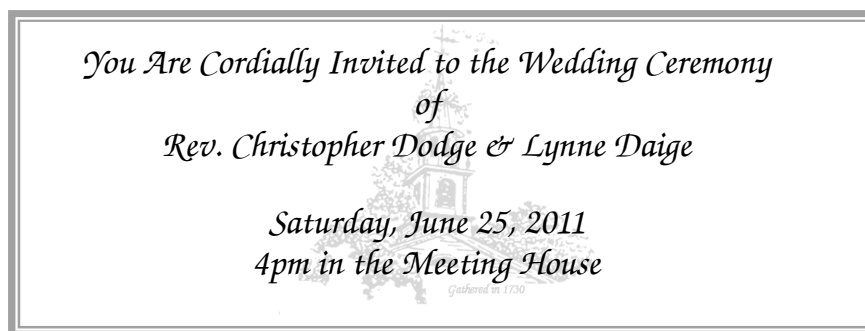 You Are Cordially Invited to the Wedding Ceremony
of
Rev. Christopher Dodge & Lynne Daige
Saturday, June 25, 2011
4pm in the Meeting House
Gathered in 1730